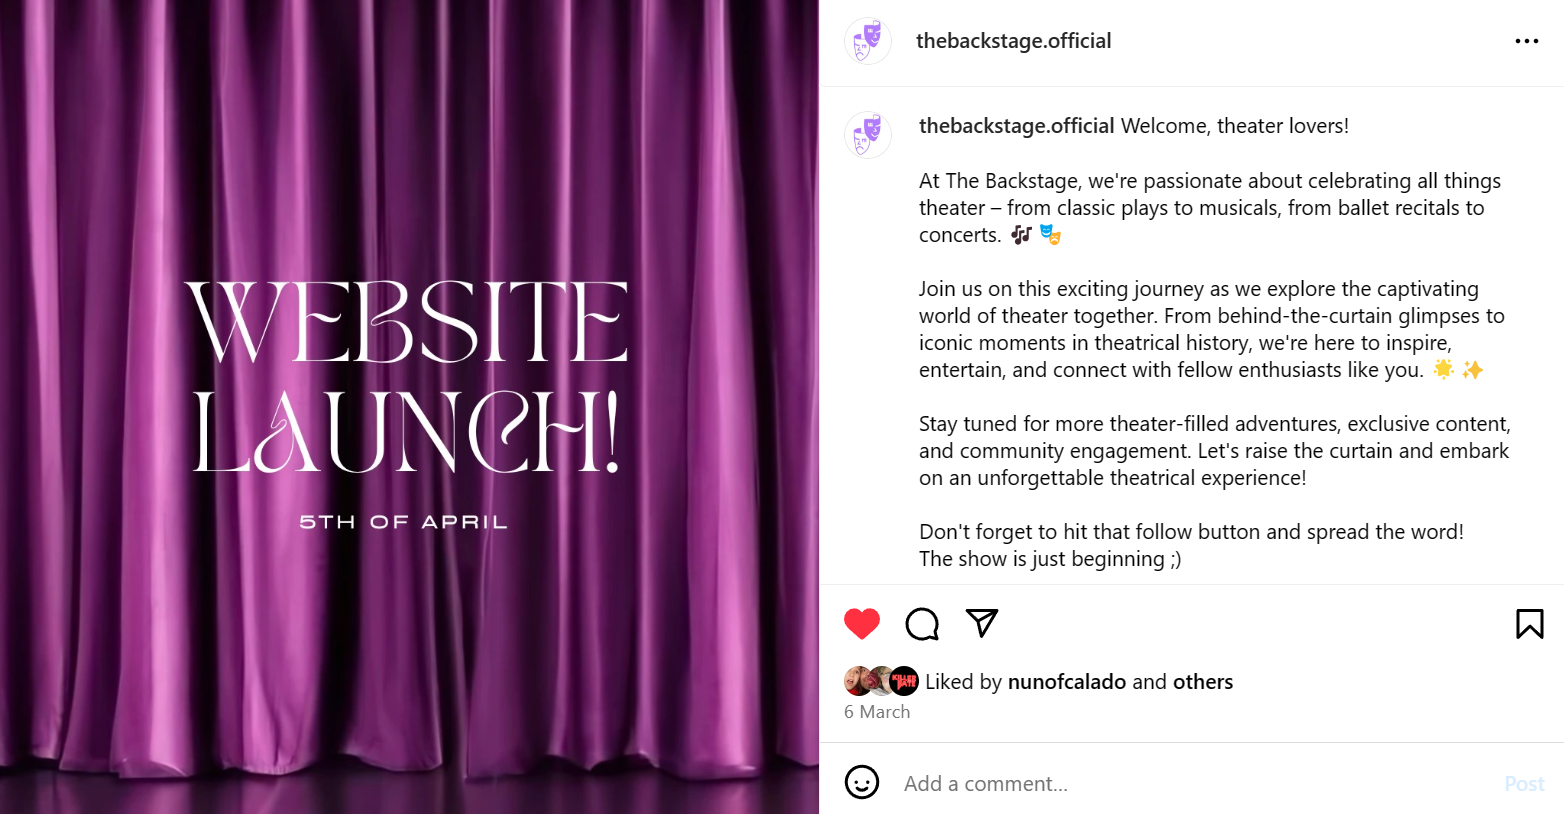 WEBSITE
LAUNCH!
5TH OF APRIL
thebackstage.official
thebackstage.official Welcome, theater lovers!
At The Backstage, we're passionate about celebrating all things
theater – from classic plays to musicals, from ballet recitals to
concerts. 🎶 🎭
Join us on this exciting journey as we explore the captivating
world of theater together. From behind-the-curtain glimpses to
iconic moments in theatrical history, we're here to inspire,
entertain, and connect with fellow enthusiasts like you. 🌟 ✨
Stay tuned for more theater-filled adventures, exclusive content,
and community engagement. Let's raise the curtain and embark
on an unforgettable theatrical experience!
Don't forget to hit that follow button and spread the word!
The show is just beginning ;)
Liked by nunofcalado and others
6 March
Add a comment...
Post